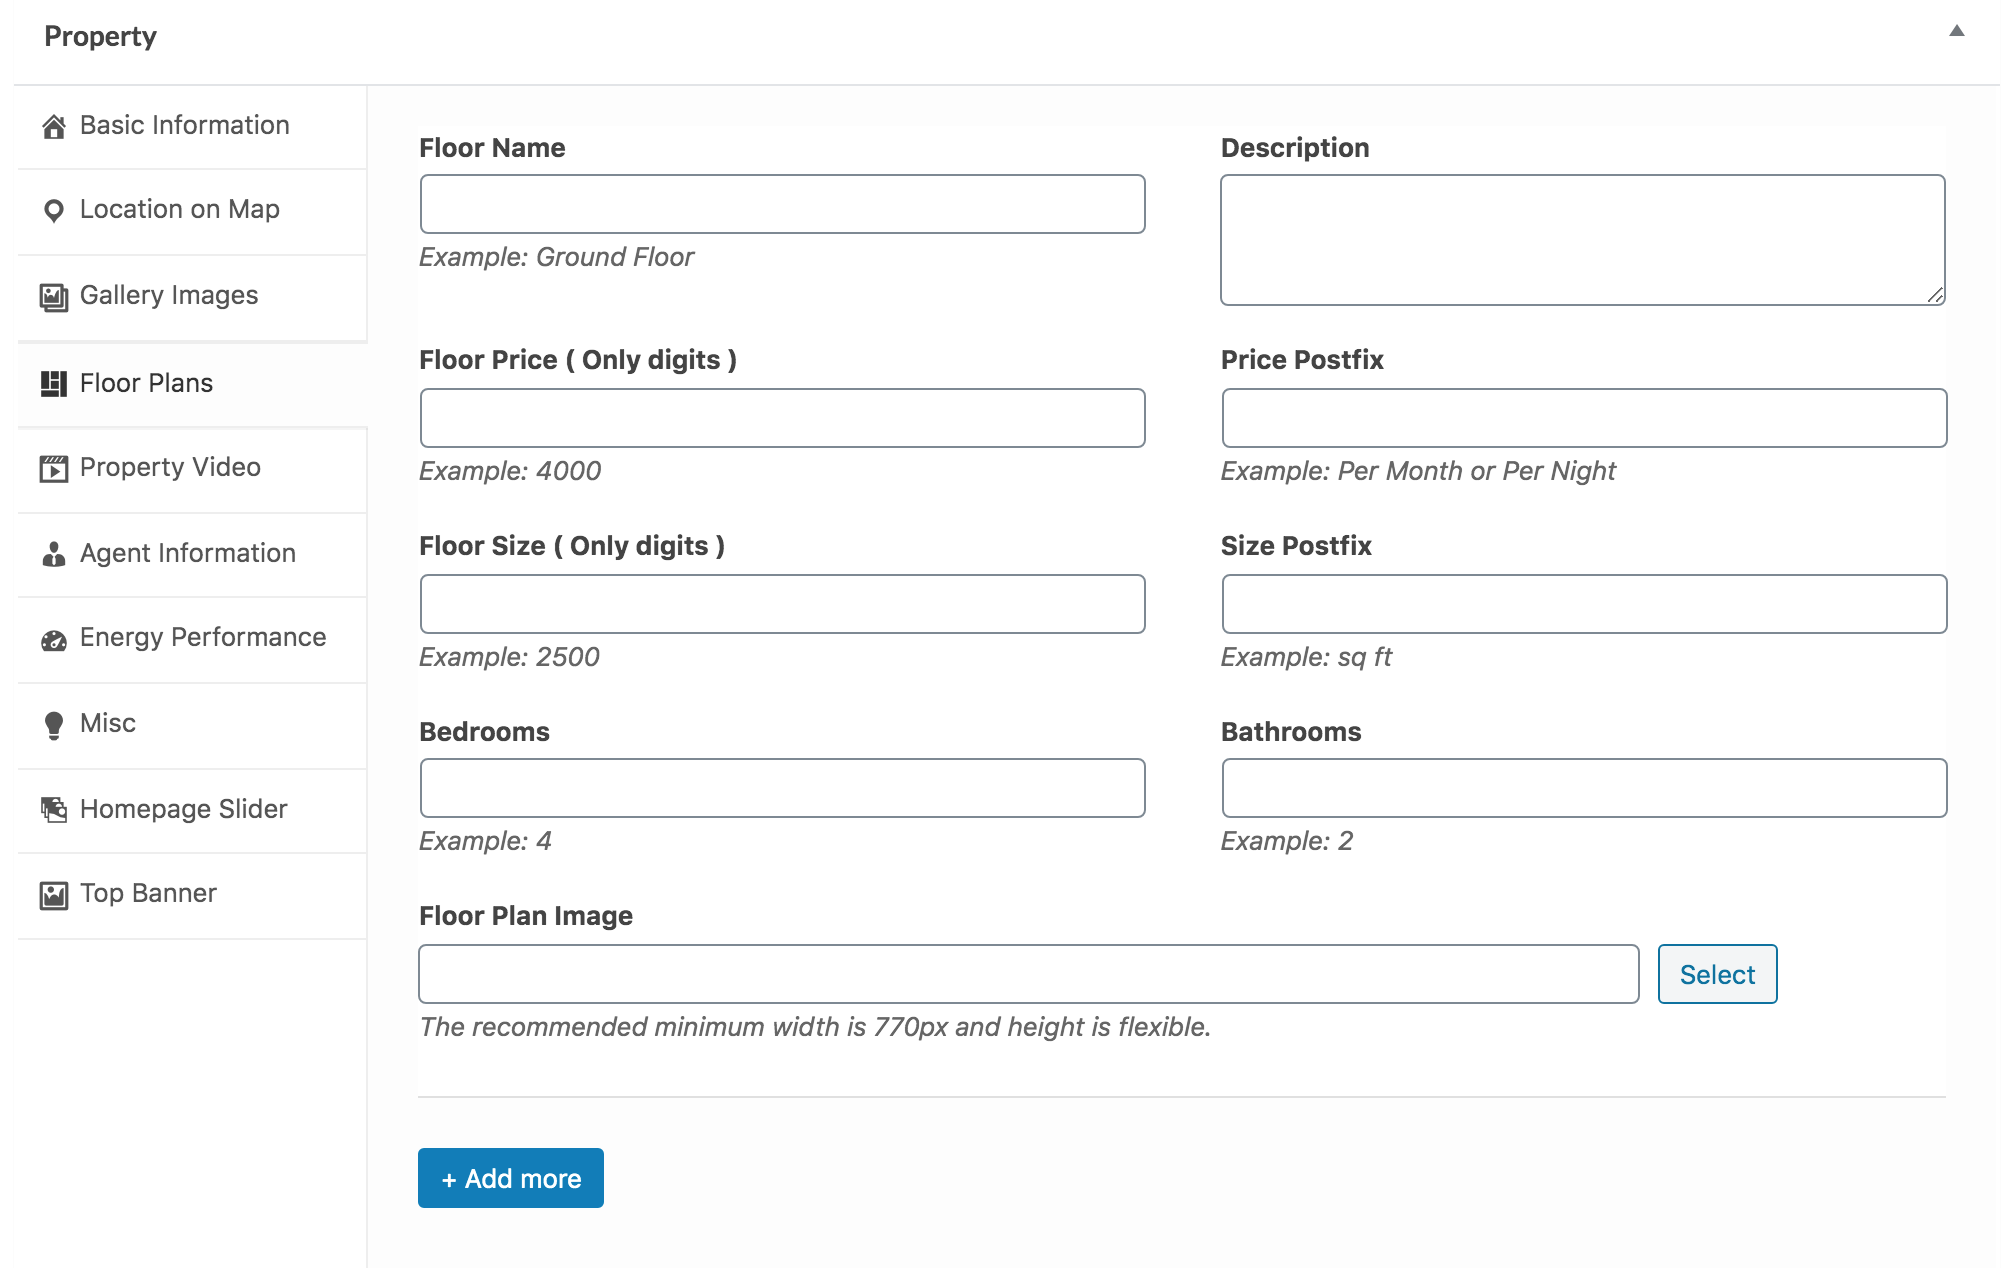 Property
Basic Information
Location on Map
Gallery Images
Floor Plans
Property Video
Agent Information
Energy Performance
Misc
Homepage Slider
Top Banner
Floor Name
Example: Ground Floor
Description
Floor Price ( Only digits )
Example: 4000
Price Postfix
Example: Per Month or Per Night
Floor Size ( Only digits )
Example: 2500
Size Postfix
Example: sq ft
Bedrooms
Example: 4
Bathrooms
Example: 2
Floor Plan Image
Select
The recommended minimum width is 770px and height is flexible.
+ Add more